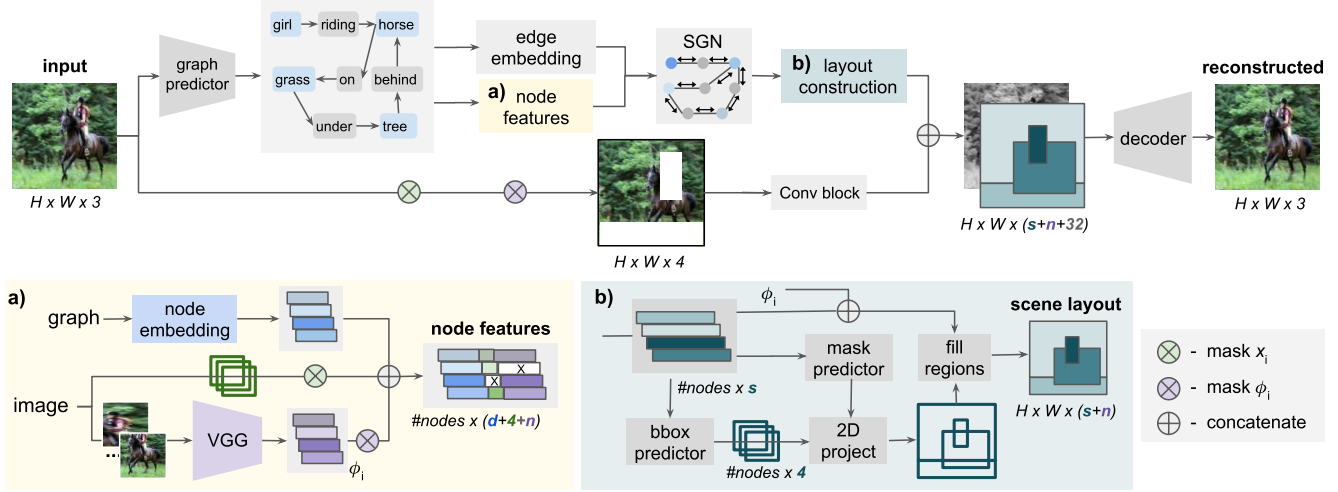 input
H x W x 3
graph
predictor
girl
riding
horse
grass
on
behind
under
tree
edge
embedding
a)
node
features
SGN
b)
layout
construction
H x W x 4
Conv block
H x W x (s+n+32)
decoder
reconstructed
H x W x 3
a)
graph
node
embedding
image
...
VGG
ϕi
node features
X
X
#nodes x (d+4+n)
b)
ϕi
#nodes x s
mask
predictor
fill
regions
bbox
predictor
#nodes x 4
2D
project
scene layout
H x W x (s+n)
- mask xi
- mask ϕi
- concatenate